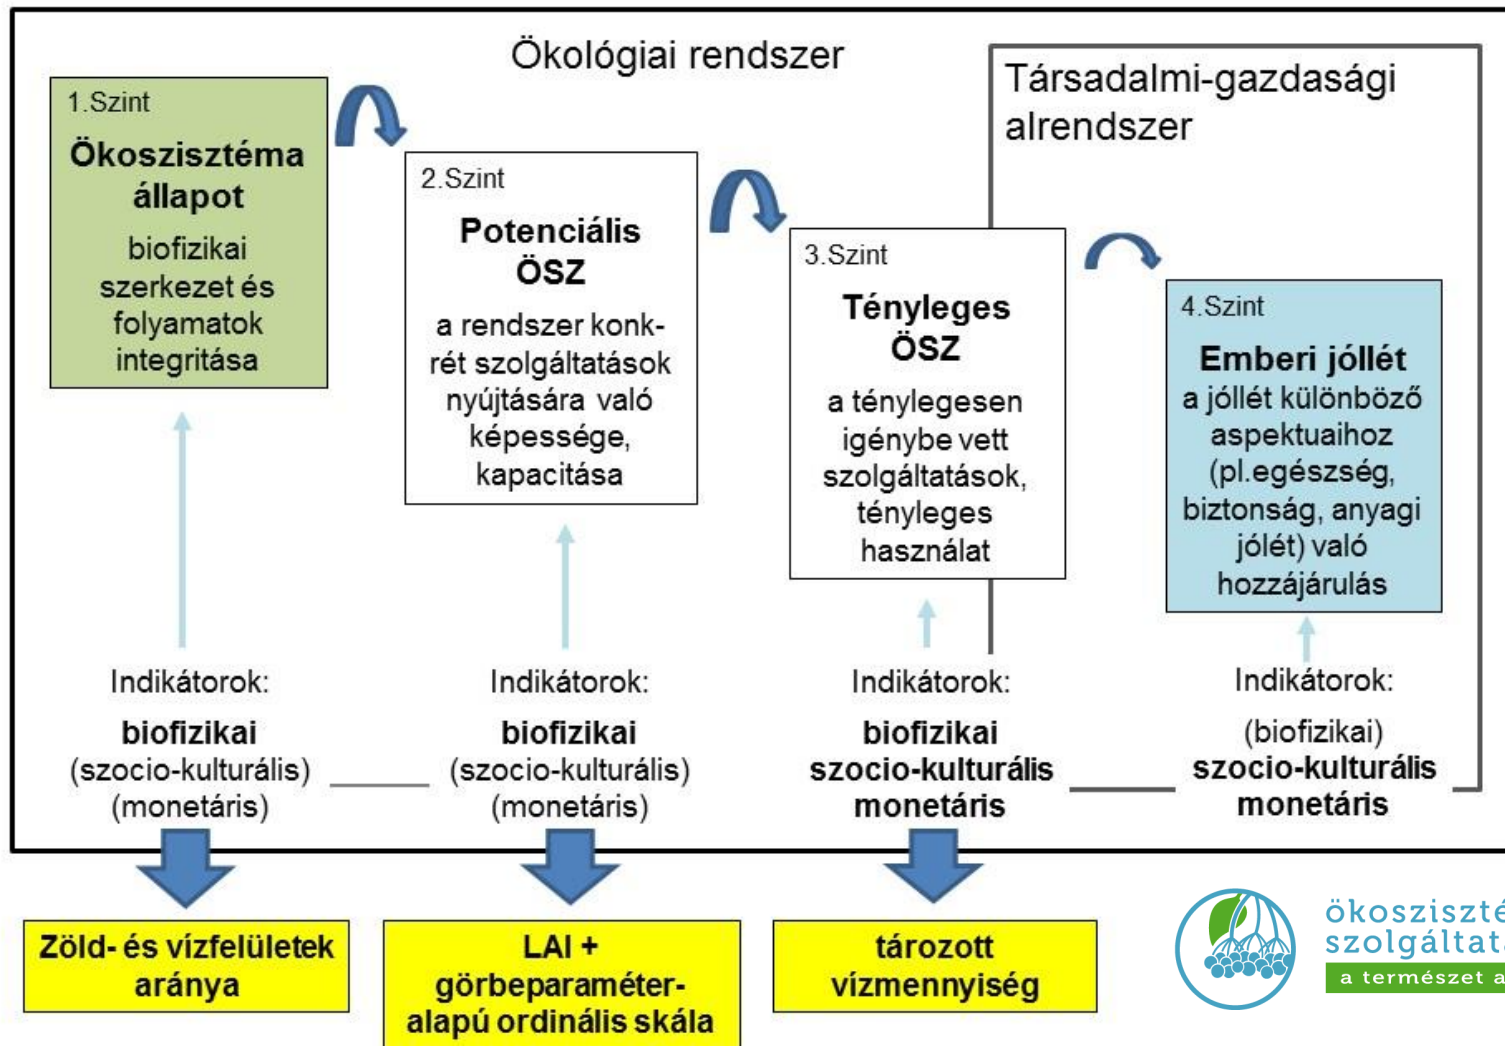 Ökológiai rendszer
Társadalmi-gazdasági
alrendszer
1.Szint
Ökoszisztéma
állapot
biofizikai
szerkezet és
folyamatok
integritása
2.Szint
Potenciális
ÖSZ
a rendszer konk-
rét szolgáltatások
nyújtására való
képessége,
kapacitása
3.Szint
Tényleges
ÖSZ
a ténylegesen
igénybe vett
szolgáltatások,
tényleges
használat
4.Szint
Emberi jóllét
a jóllét különböző
aspektuaihoz
(pl.egészség,
biztonság, anyagi
jólét) való
hozzájárulás
Indikátorok:
biofizikai
(szocio-kulturális)
(monetáris)
Indikátorok:
biofizikai
(szocio-kulturális)
(monetáris)
Indikátorok:
biofizikai
szocio-kulturális
monetáris
Indikátorok:
(biofizikai)
szocio-kulturális
monetáris
Zöld- és vízfelületek
aránya
LAI +
görbeparaméter-
alapú ordinális skála
tározott
vízmennyiség
ökosziszté
szolgáltata
a természet a